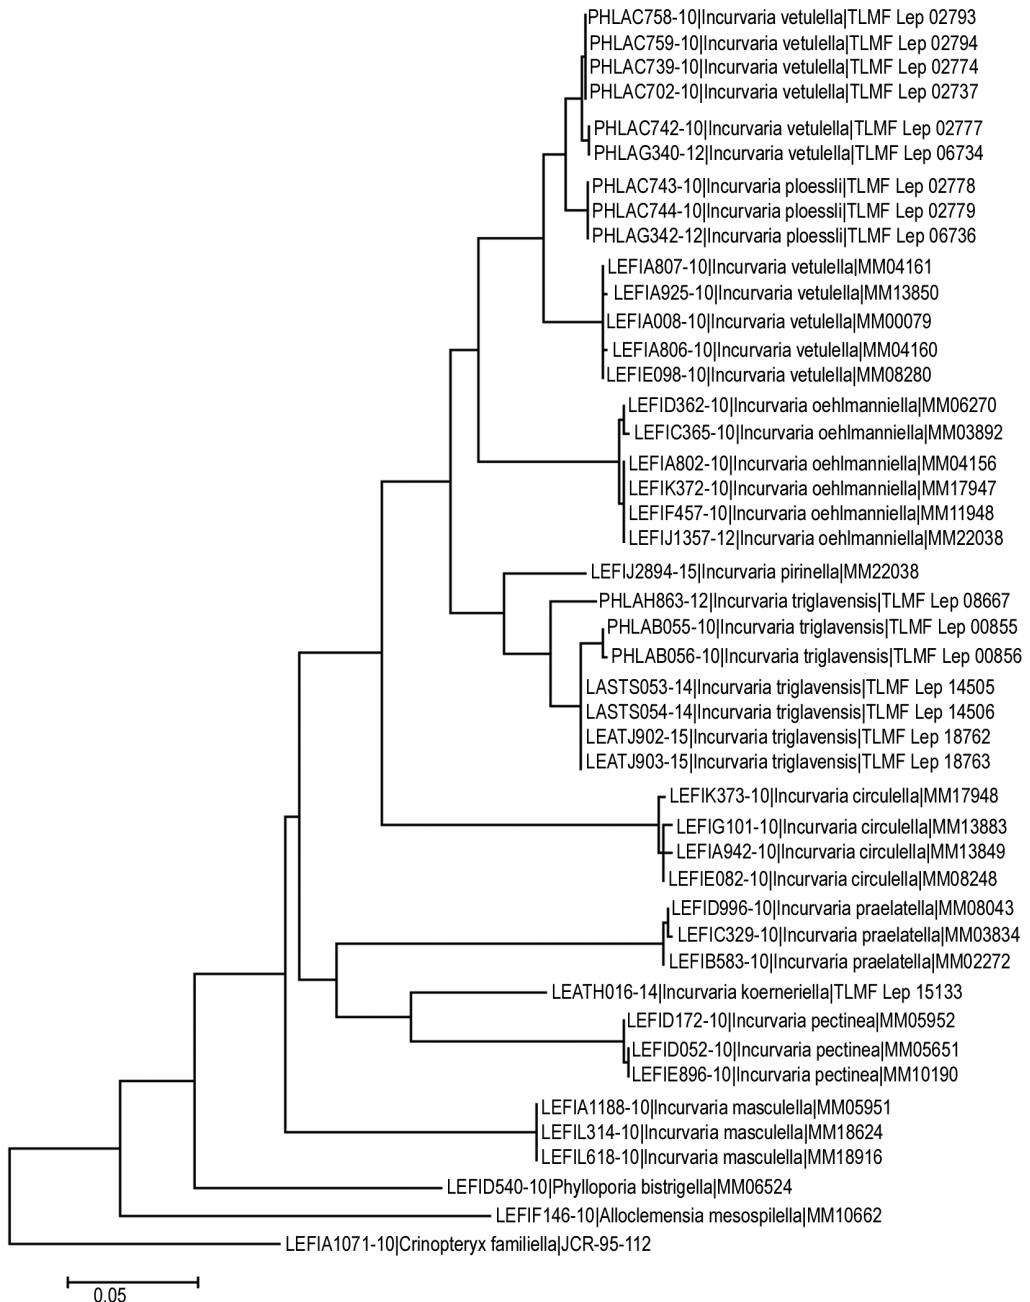 PHLAC758-10|Incurvaria vetulella|TLMF Lep 02793
PHLAC759-10|Incurvaria vetulella|TLMF Lep 02794
PHLAC739-10|Incurvaria vetulella|TLMF Lep 02774
PHLAC702-10|Incurvaria vetulella|TLMF Lep 02737
PHLAC742-10|Incurvaria vetulella|TLMF Lep 02777
PHLAG340-12|Incurvaria vetulella|TLMF Lep 06734
PHLAC743-10|Incurvaria ploessli|TLMF Lep 02778
PHLAC744-10|Incurvaria ploessli|TLMF Lep 02779
PHLAG342-12|Incurvaria ploessli|TLMF Lep 06736
LEFIA807-10|Incurvaria vetulella|MM04161
LEFIA925-10|Incurvaria vetulella|MM13850
LEFIA008-10|Incurvaria vetulella|MM00079
LEFIA806-10|Incurvaria vetulella|MM04160
LEFIE098-10|Incurvaria vetulella|MM08280
LEFID362-10|Incurvaria oehlmanniella|MM06270
LEFIC365-10|Incurvaria oehlmanniella|MM03892
LEFIA802-10|Incurvaria oehlmanniella|MM04156
LEFIK372-10|Incurvaria oehlmanniella|MM17947
LEFIF457-10|Incurvaria oehlmanniella|MM11948
LEFIJ1357-12|Incurvaria oehlmanniella|MM22038
LEFIJ2894-15|Incurvaria pirinella|MM22038
PHLAH863-12|Incurvaria triglavensis|TLMF Lep 08667
PHLAB055-10|Incurvaria triglavensis|TLMF Lep 00855
PHLAB056-10|Incurvaria triglavensis|TLMF Lep 00856
LASTS053-14|Incurvaria triglavensis|TLMF Lep 14505
LASTS054-14|Incurvaria triglavensis|TLMF Lep 14506
LEATJ902-15|Incurvaria triglavensis|TLMF Lep 18762
LEATJ903-15|Incurvaria triglavensis|TLMF Lep 18763
LEFIK373-10|Incurvaria circulella|MM17948
LEFIG101-10|Incurvaria circulella|MM13883
LEFIA942-10|Incurvaria circulella|MM13849
LEFIE082-10|Incurvaria circulella|MM08248
LEFID996-10|Incurvaria praelatella|MM08043
LEFIC329-10|Incurvaria praelatella|MM03834
LEFIB583-10|Incurvaria praelatella|MM02272
LEATH016-14|Incurvaria koerneriella|TLMF Lep 15133
LEFID172-10|Incurvaria pectinea|MM05952
LEFID052-10|Incurvaria pectinea|MM05651
LEFIE896-10|Incurvaria pectinea|MM10190
LEFIA1188-10|Incurvaria masculella|MM05951
LEFIL314-10|Incurvaria masculella|MM18624
LEFIL618-10|Incurvaria masculella|MM18916
LEFID540-10|Phylloporia bistrigella|MM06524
LEFIF146-10|Alloclemensia mesospilella|MM10662
LEFIA1071-10|Crinopteryx familiella|JCR-95-112
0.05